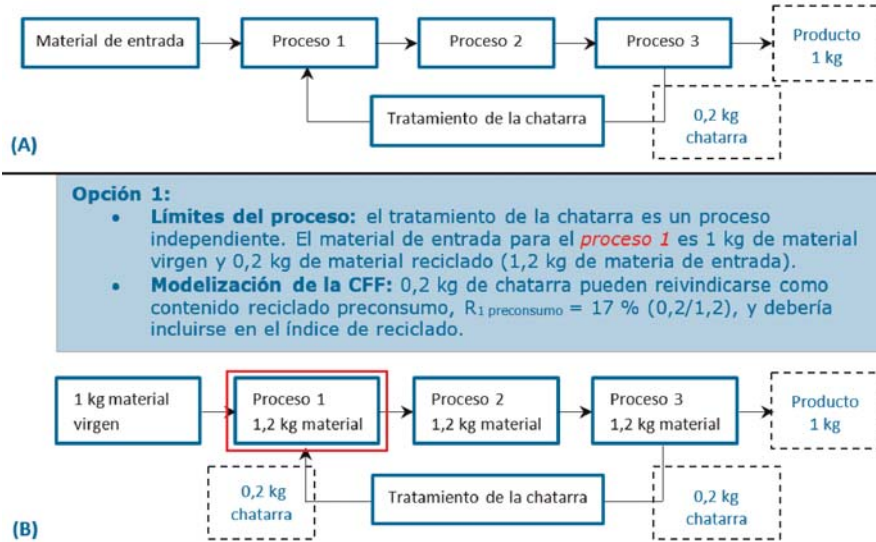 Material de entrada
Proceso 1
Proceso 2
Proceso 3
Producto
1 kg
Tratamiento de la chatarra
0,2 kg
chatarra
(A)
Opción 1:
• Límites del proceso: el tratamiento de la chatarra es un proceso
independiente. El material de entrada para el proceso 1 es 1 kg de material
virgen y 0,2 kg de material reciclado (1,2 kg de materia de entrada).
• Modelización de la CFF: 0,2 kg de chatarra pueden reivindicarse como
contenido reciclado preconsumo, R1 preconsumo = 17 % (0,2/1,2), y debería
incluirse en el índice de reciclado.
1 kg material
virgen
Proceso 1
1,2 kg material
Proceso 2
1,2 kg material
Proceso 3
1,2 kg material
Producto
1 kg
0,2 kg
chatarra
Tratamiento de la chatarra
0,2 kg
chatarra
(B)